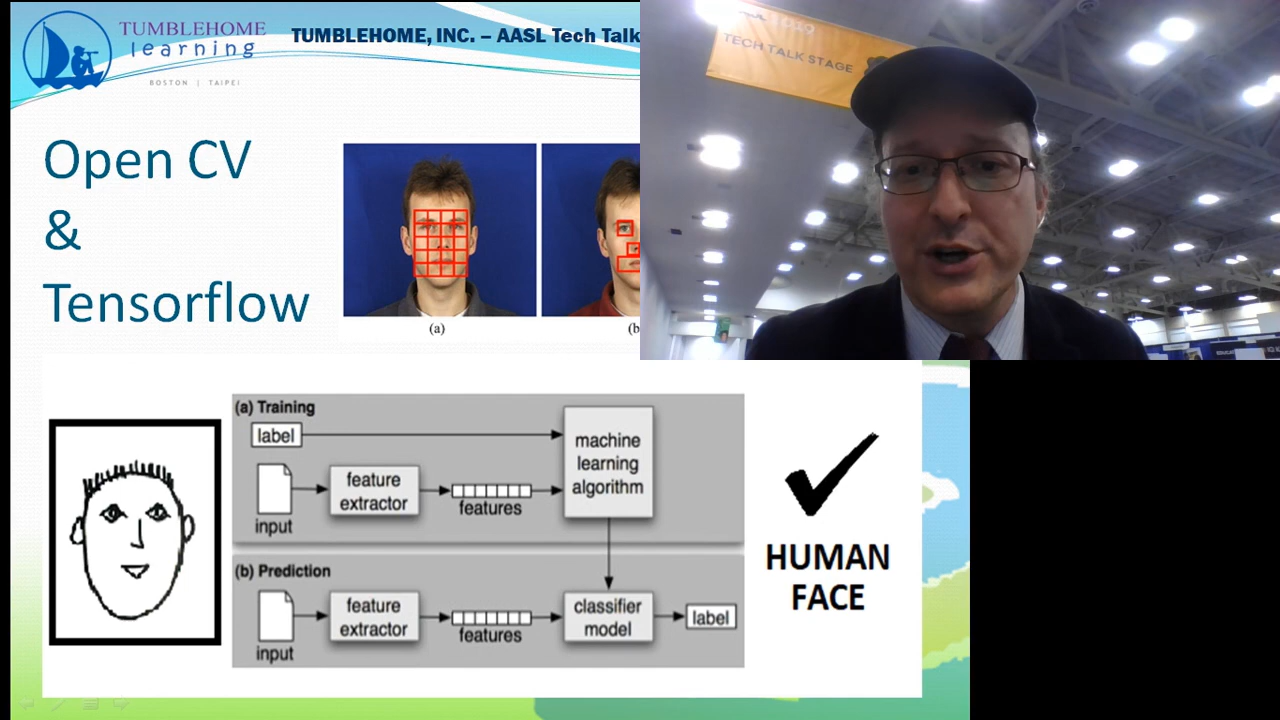 TUMBLEHOME
learning
BOSTON | TAIPEI
TUMBLEHOME, INC. – AASL Tech Talk
TECH TALK STAGE
Open CV
&
Tensorflow
(a)
(b
(a) Training
label
input
feature
extractor
features
machine
learning
algorithm
(b) Prediction
input
feature
extractor
features
classifier
model
label
HUMAN
FACE